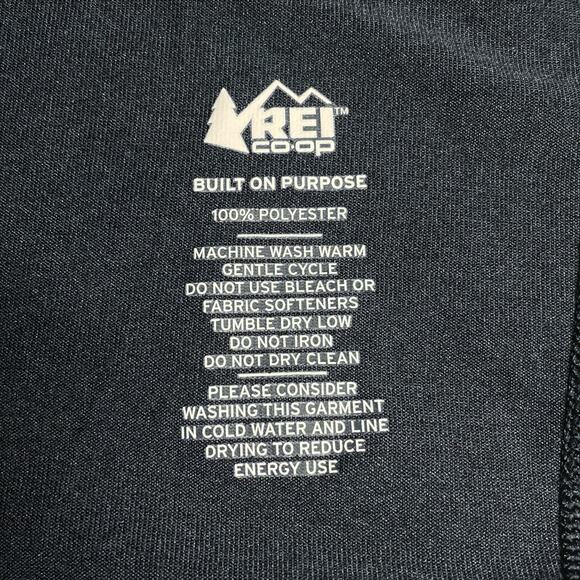 REI™
CO·OP
BUILT ON PURPOSE
100% POLYESTER
MACHINE WASH WARM
GENTLE CYCLE
DO NOT USE BLEACH OR
FABRIC SOFTENERS
TUMBLE DRY LOW
DO NOT IRON
DO NOT DRY CLEAN
PLEASE CONSIDER
WASHING THIS GARMENT
IN COLD WATER AND LINE
DRYING TO REDUCE
ENERGY USE